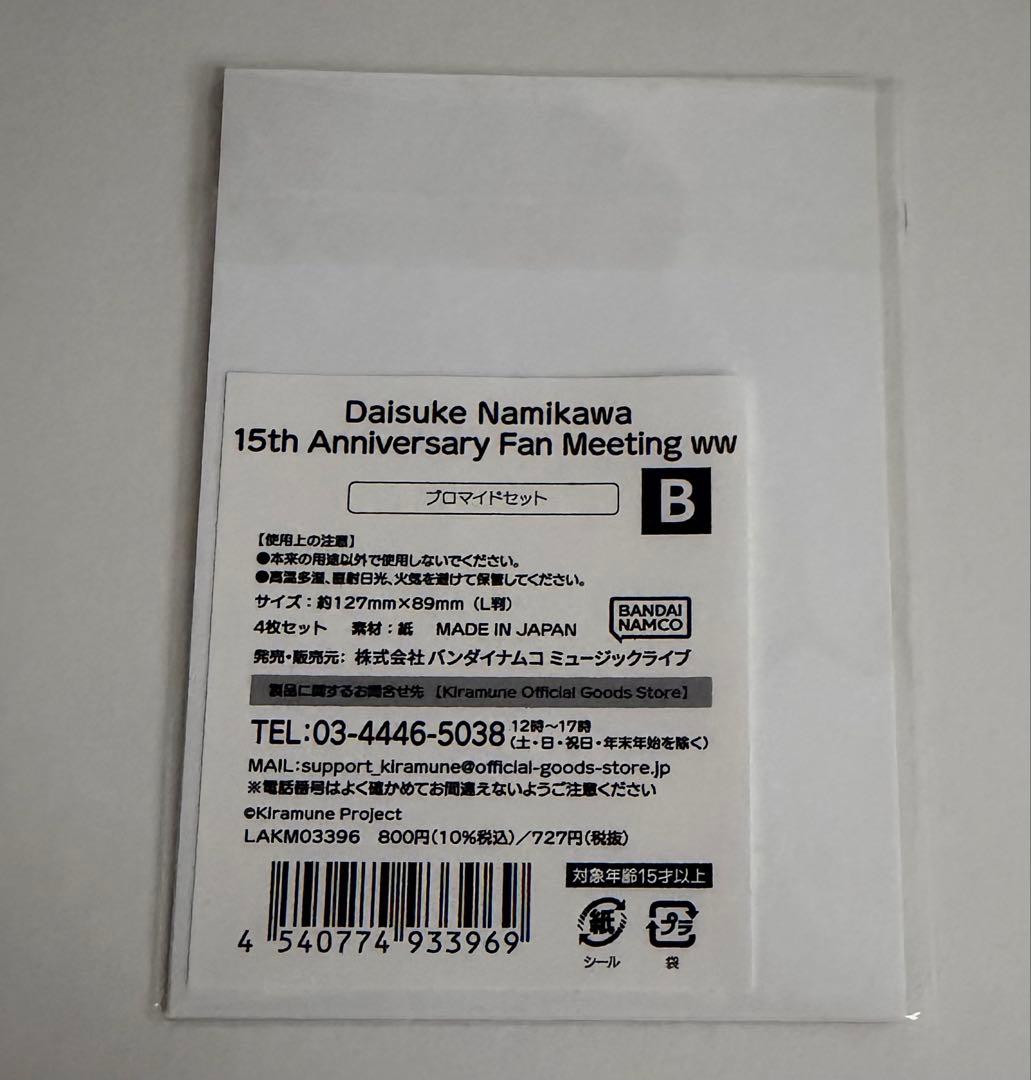 Daisuke Namikawa
15th Anniversary Fan Meeting ww
ブロマイドセット
B
【使用上の注意】
●本来の用途以外で使用しないでください。
●高温多湿、直射日光、火気を避けて保管してください。
サイズ：約127mm×89mm（L判）
4枚セット 素材：紙 MADE IN JAPAN
BANDAI
NAMCO
発売・販売元：株式会社バンダイナムコミュージックライブ
製品に関するお問合せ先【Kiramune Official Goods Store】
TEL:03-4446-5038 12時～17時
（土・日・祝日・年末年始を除く）
MAIL:support_kiramune@official-goods-store.jp
※電話番号はよく確かめてお間違えないようご注意ください
©Kiramune Project
LAKM03396 800円(10%税込)／727円(税抜)
対象年齢15才以上
4 540774 933969
紙
プラ
シール
袋